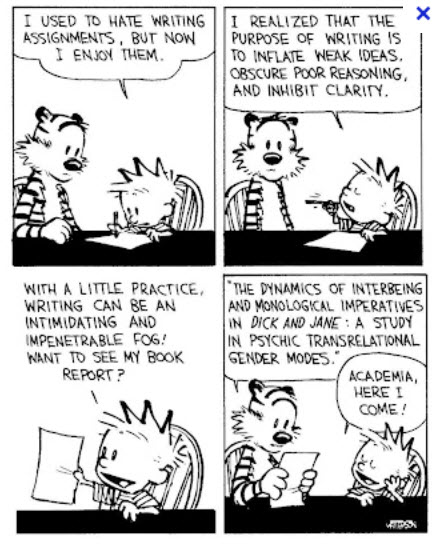 I USED TO HATE WRITING
ASSIGNMENTS, BUT NOW
I ENJOY THEM.
I REALIZED THAT THE
PURPOSE OF WRITING IS
TO INFLATE WEAK IDEAS,
OBSCURE POOR REASONING,
AND INHIBIT CLARITY.
WITH A LITTLE PRACTICE,
WRITING CAN BE AN
INTIMIDATING AND
IMPENETRABLE FOG!
WANT TO SEE MY BOOK
REPORT?
"THE DYNAMICS OF INTERBEING
AND MONOLOGICAL IMPERATIVES
IN DICK AND JANE : A STUDY
IN PSYCHIC TRANSRELATIONAL
GENDER MODES."
ACADEMIA,
HERE I
COME!
WATTERSON